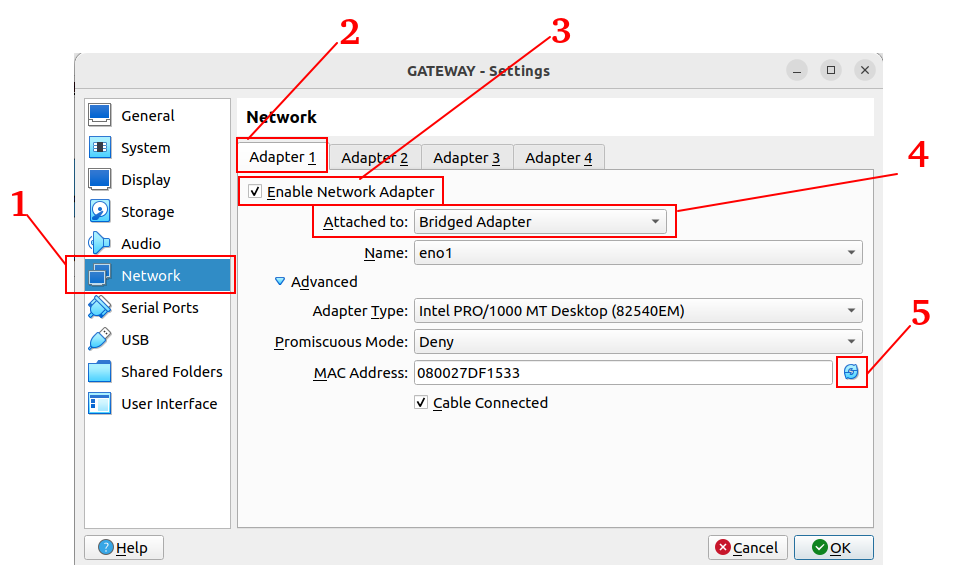 2
3
GATEWAY - Settings
General
System
Display
Storage
Audio
Network
Serial Ports
USB
Shared Folders
User Interface
Network
Adapter 1 Adapter 2 Adapter 3 Adapter 4
4
Enable Network Adapter
1
Attached to: Bridged Adapter
Name: eno1
Advanced
Adapter Type: Intel PRO/1000 MT Desktop (82540EM)
5
Promiscuous Mode: Deny
MAC Address: 080027DF1533
Cable Connected
Help
Cancel
OK